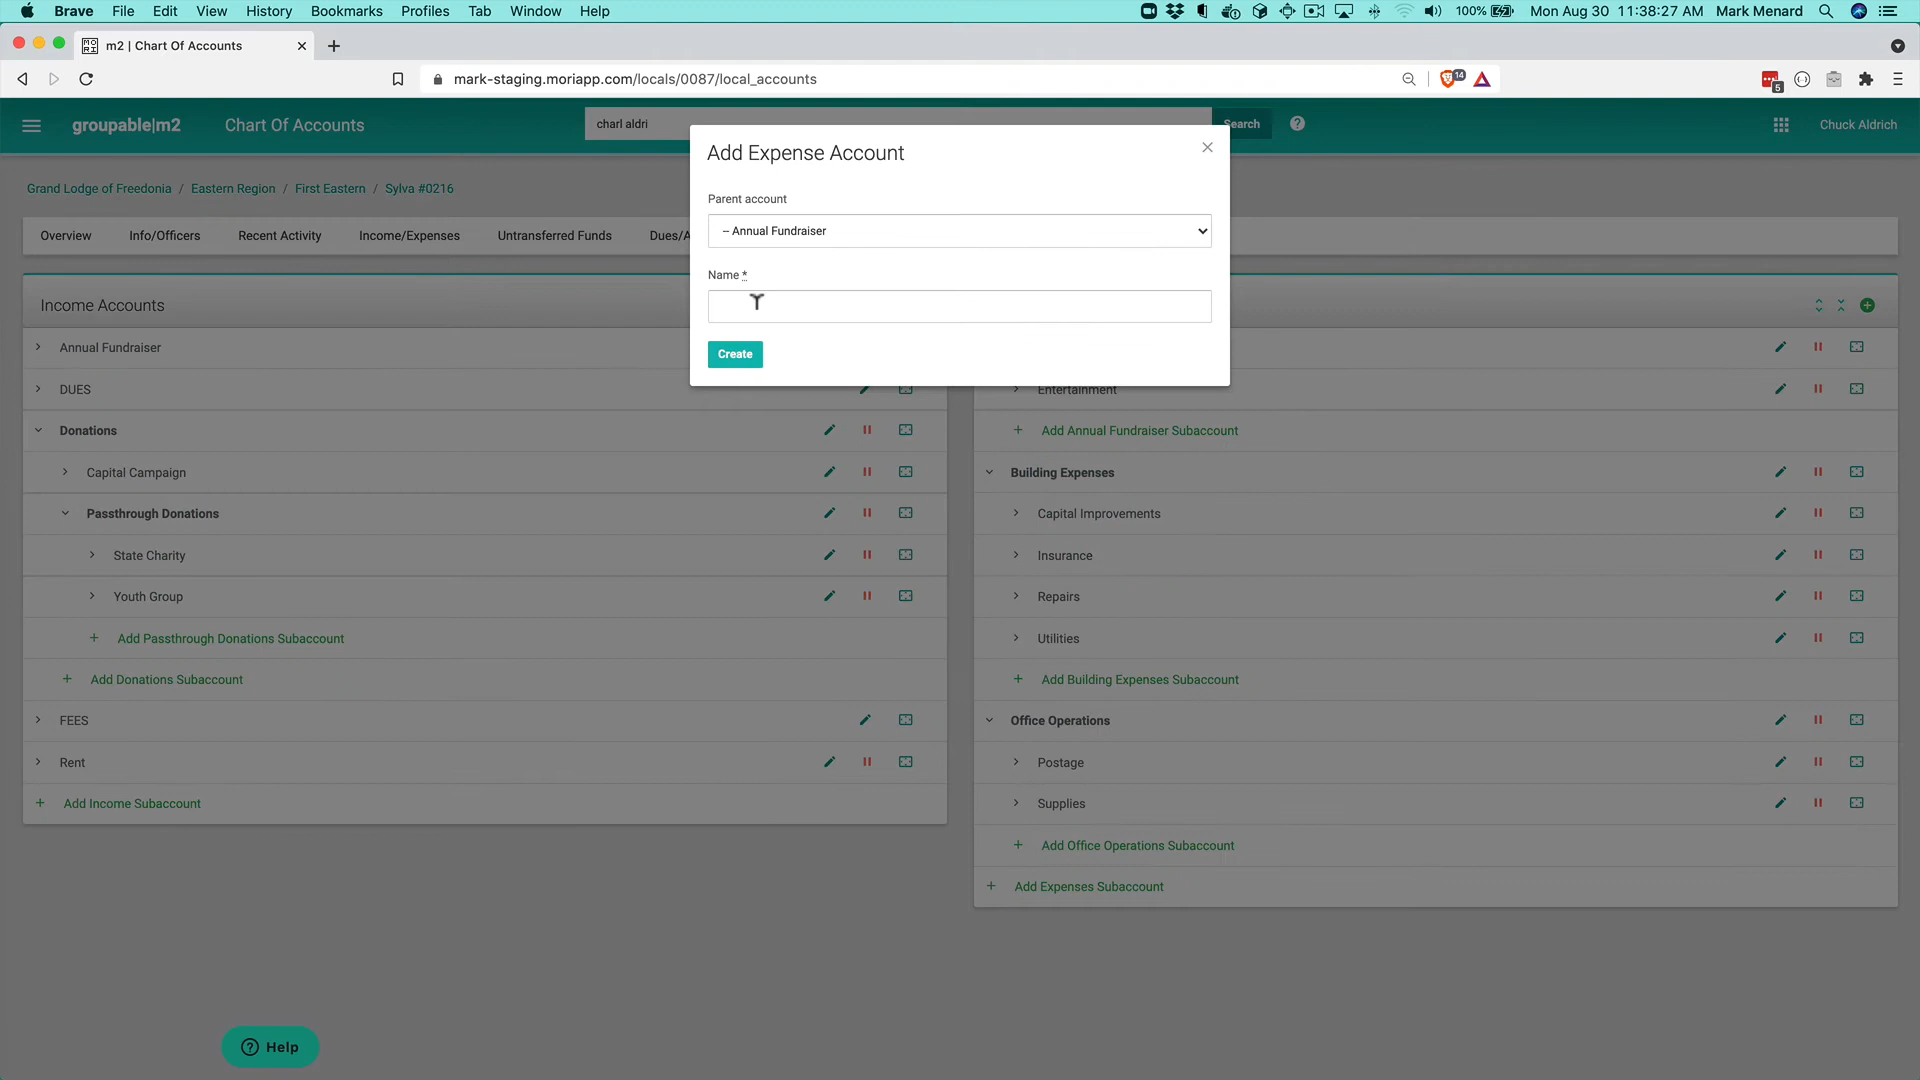 Brave File Edit View History Bookmarks Profiles Tab Window Help 100% Mon Aug 30 11:38:27 AM Mark Menard
m2 | Chart Of Accounts
mark-staging.moriapp.com/locals/0087/local_accounts 14 5
groupable|m2 Chart Of Accounts charl aldri Search Chuck Aldrich
Grand Lodge of Freedonia / Eastern Region / First Eastern / Sylva #0216
Overview Info/Officers Recent Activity Income/Expenses Untransferred Funds Dues/A
Add Expense Account
Parent account
-- Annual Fundraiser
Name *
Create
Income Accounts
Annual Fundraiser
DUES
Donations
Capital Campaign
Passthrough Donations
State Charity
Youth Group
+ Add Passthrough Donations Subaccount
+ Add Donations Subaccount
FEES
Rent
+ Add Income Subaccount
Entertainment
+ Add Annual Fundraiser Subaccount
Building Expenses
Capital Improvements
Insurance
Repairs
Utilities
+ Add Building Expenses Subaccount
Office Operations
Postage
Supplies
+ Add Office Operations Subaccount
+ Add Expenses Subaccount
Help